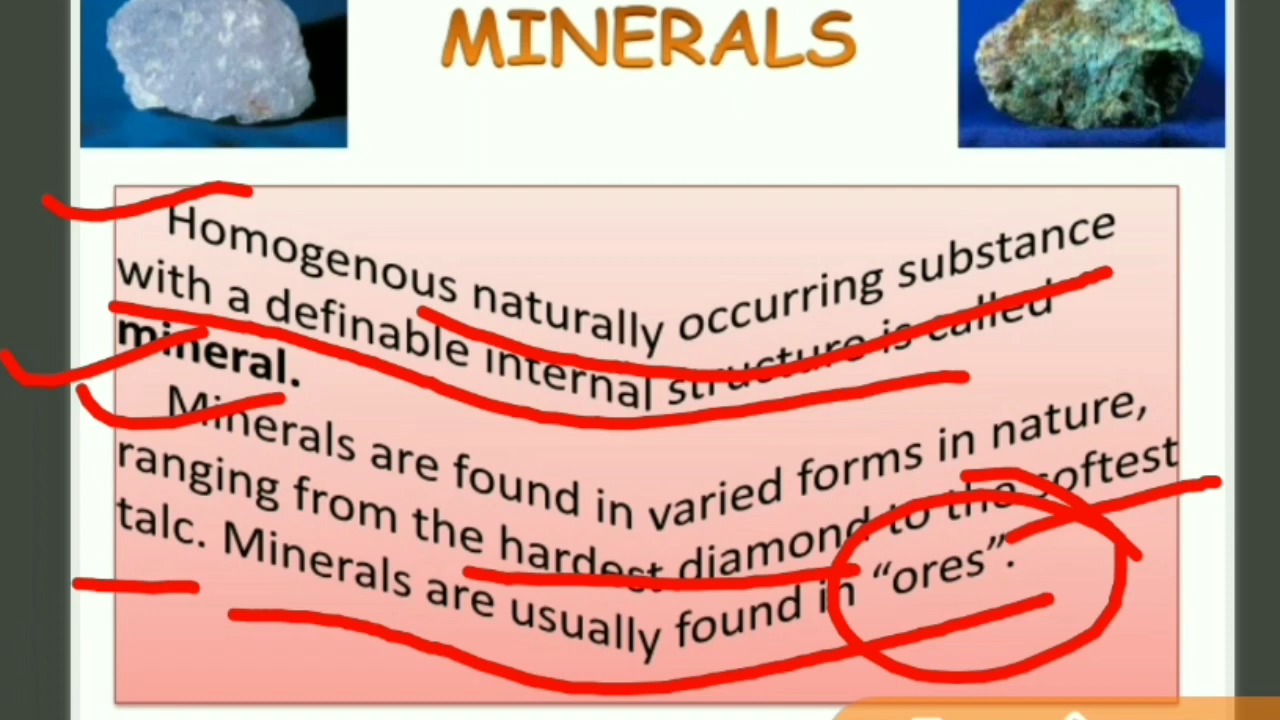 MINERALS
Homogenous naturally occurring substance
with a definable internal structure is called
mineral.
Minerals are found in varied forms in nature,
ranging from the hardest diamond to the softest
talc. Minerals are usually found in “ores”.